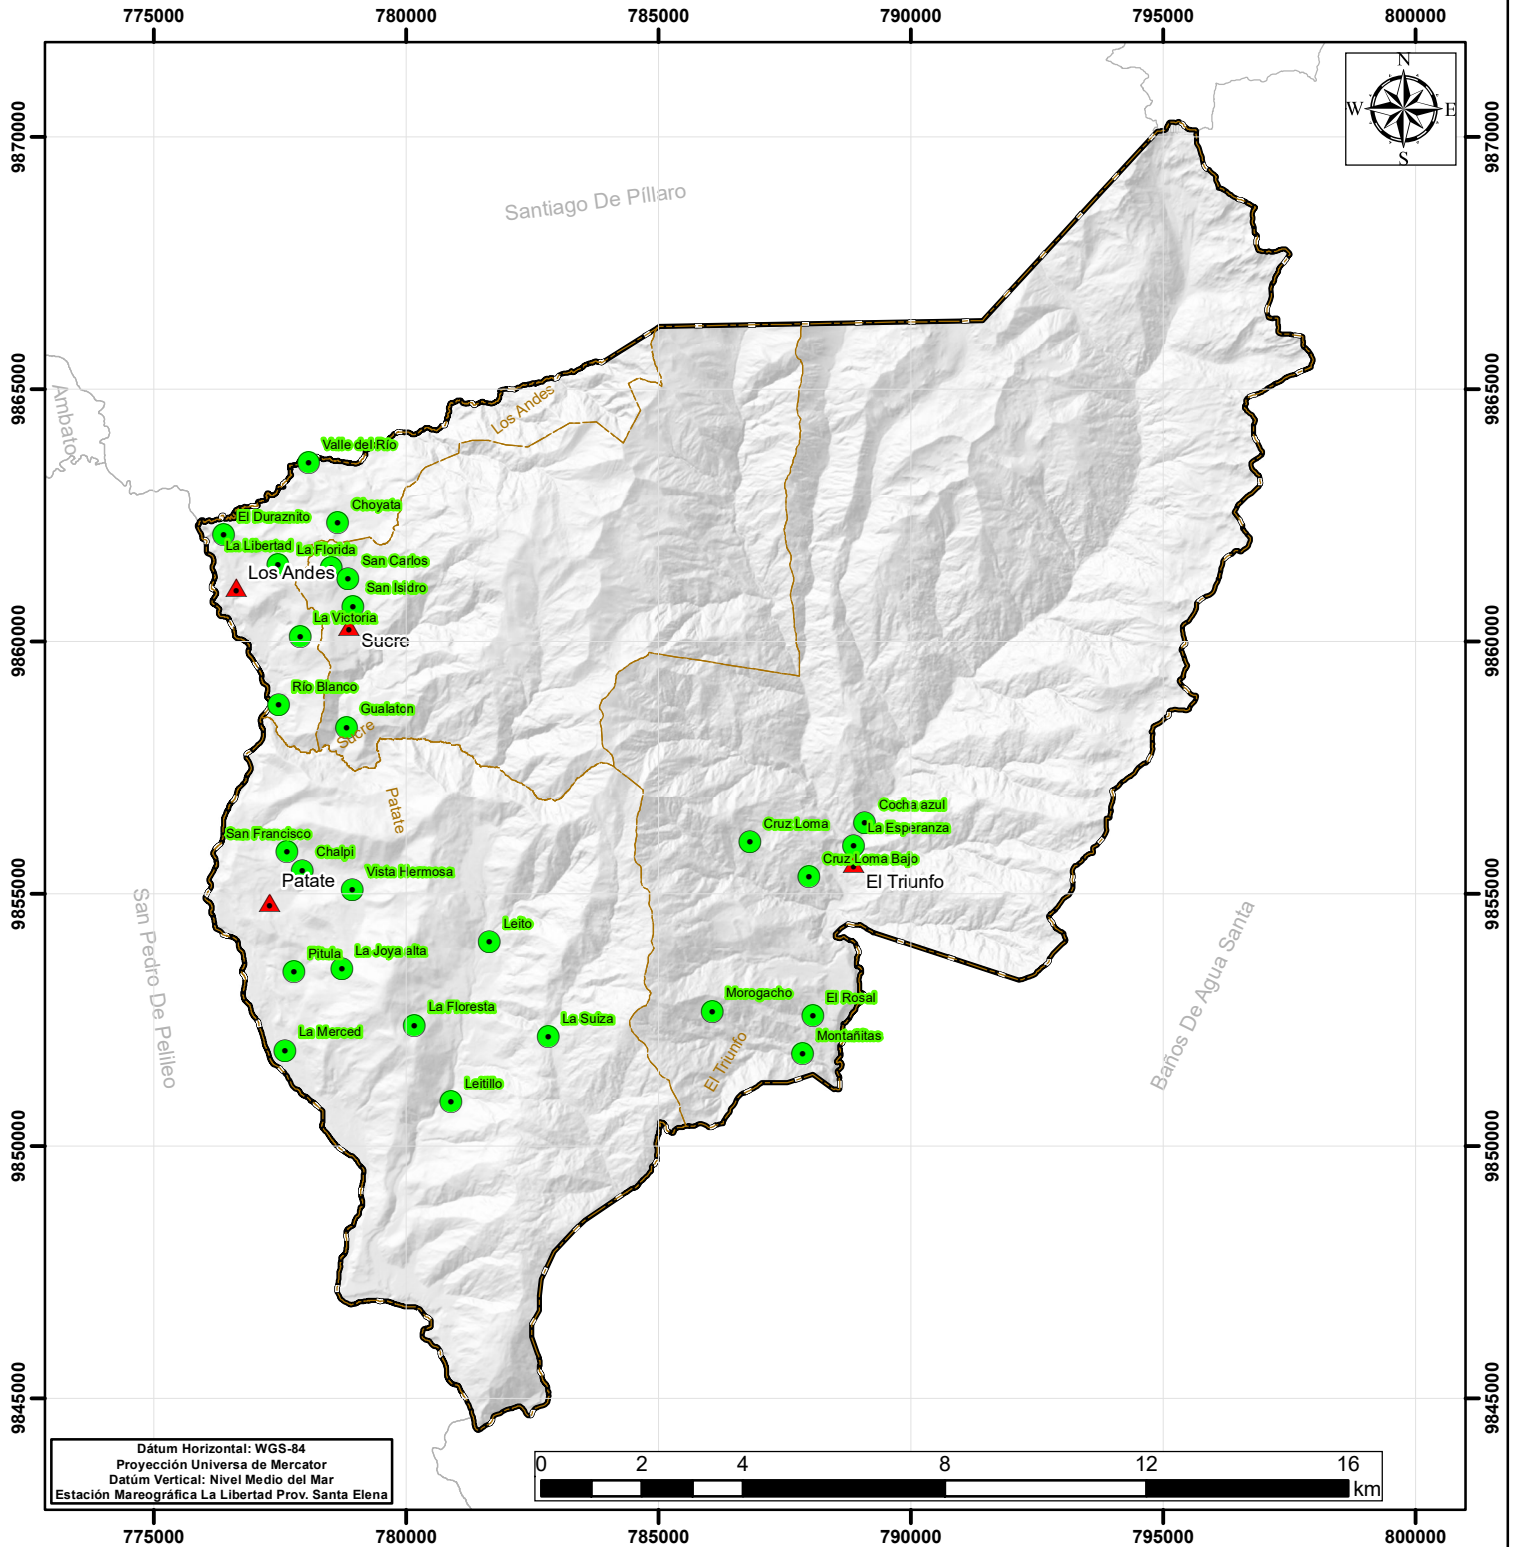 775000 780000 785000 790000 795000 800000
N
W E
S
9870000 9870000
Santiago De Píllaro
9865000 9865000
Ambato
Los Andes
Valle del Río
Choyata
El Duraznito
La Libertad La Florida
San Carlos
Los Andes
San Isidro
La Victoria
9860000 Sucre 9860000
Río Blanco
Gualaton
Sucre
Patate
Cocha azul
Cruz Loma
La Esperanza
San Francisco
Chalpi
Cruz Loma Bajo
Vista Hermosa
Patate
El Triunfo
9855000 9855000
San Pedro De Pelileo
Leito
Pitula
La Joya alta
Baños De Agua Santa
Morogacho
El Rosal
La Floresta
La Suiza
La Merced
Montañitas
El Triunfo
Leitillo
9850000 9850000
9845000 9845000
Dátum Horizontal: WGS-84
Proyección Universa de Mercator
Datúm Vertical: Nivel Medio del Mar
Estación Mareográfica La Libertad Prov. Santa Elena
0 2 4 8 12 16
km
775000 780000 785000 790000 795000 800000